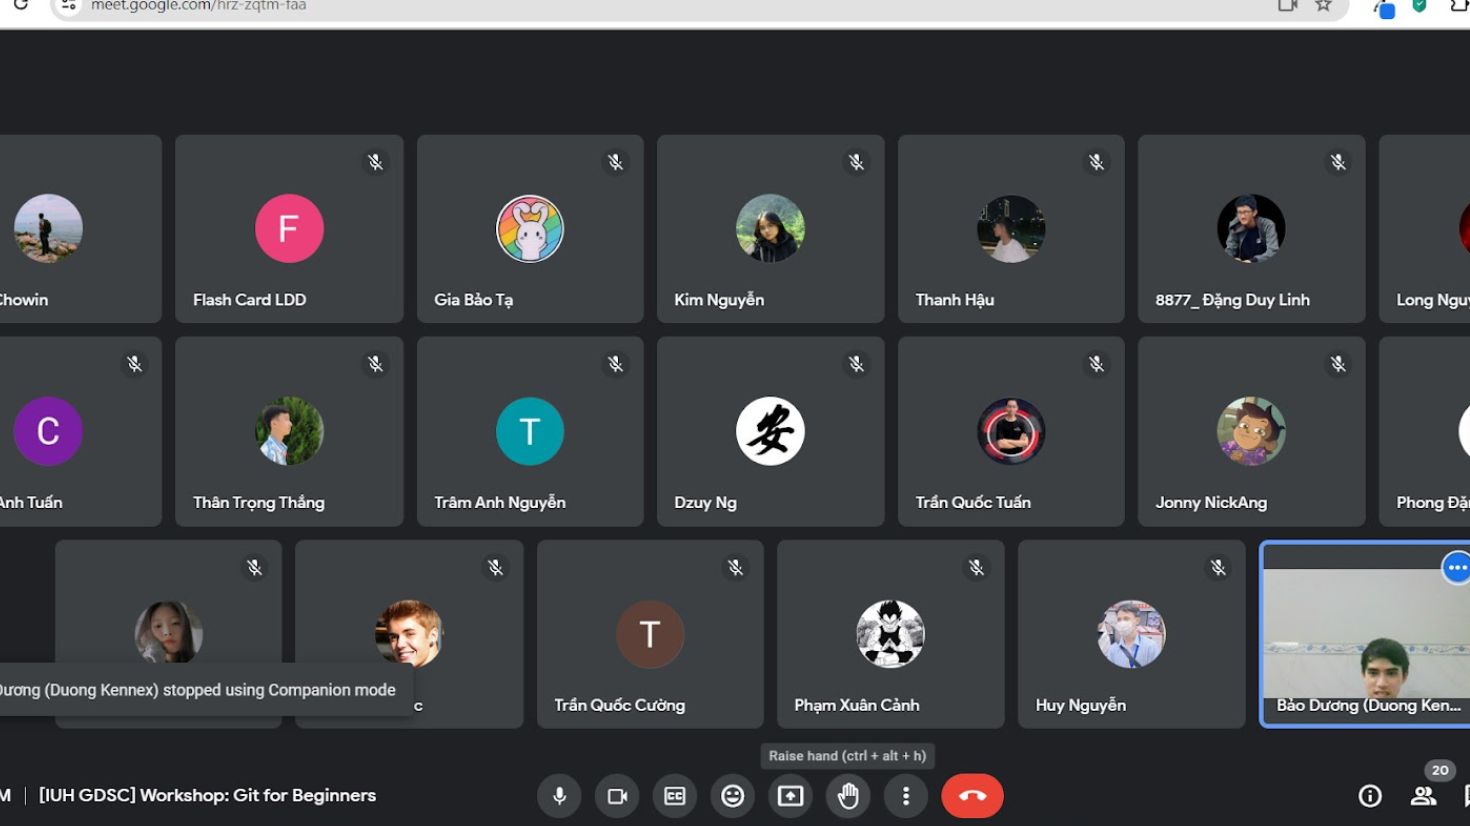 meet.google.com/hrz-zqtm-faa
Chowin
F
Flash Card LDD
Gia Bảo Tạ
Kim Nguyễn
Thanh Hậu
8877_ Đặng Duy Linh
Long Nguy
C
Anh Tuấn
Thân Trọng Thắng
T
Trâm Anh Nguyễn
安
Dzuy Ng
Trần Quốc Tuấn
Jonny NickAng
Phong Đặ
Dương (Duong Kennex) stopped using Companion mode
c
T
Trần Quốc Cường
Phạm Xuân Cảnh
Huy Nguyễn
Bảo Dương (Duong Ken...
Raise hand (ctrl + alt + h)
M | [IUH GDSC] Workshop: Git for Beginners
CC
20